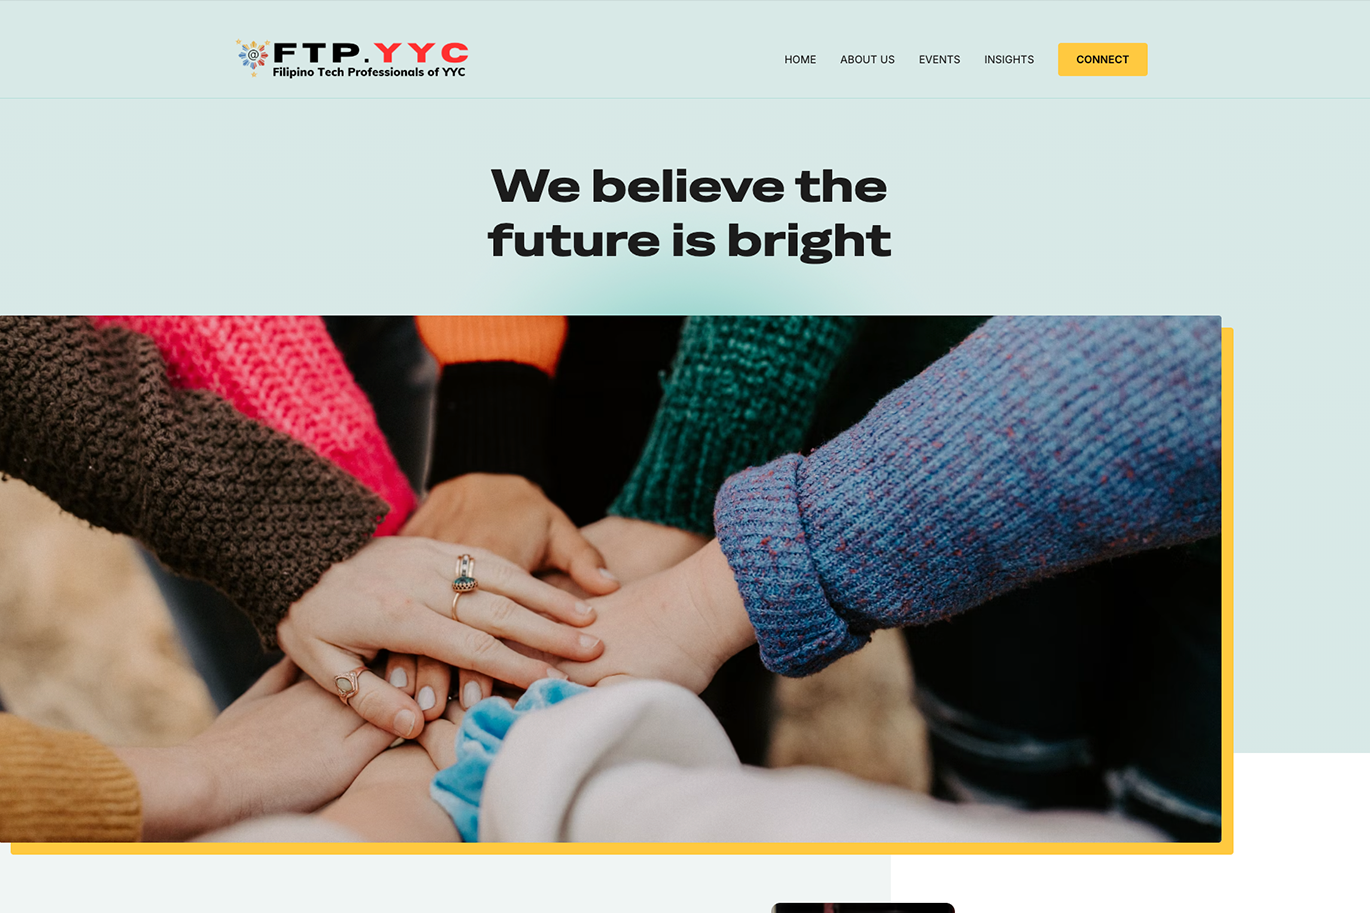 @
FTP.YYC
Filipino Tech Professionals of YYC
HOME
ABOUT US
EVENTS
INSIGHTS
CONNECT
We believe the
future is bright